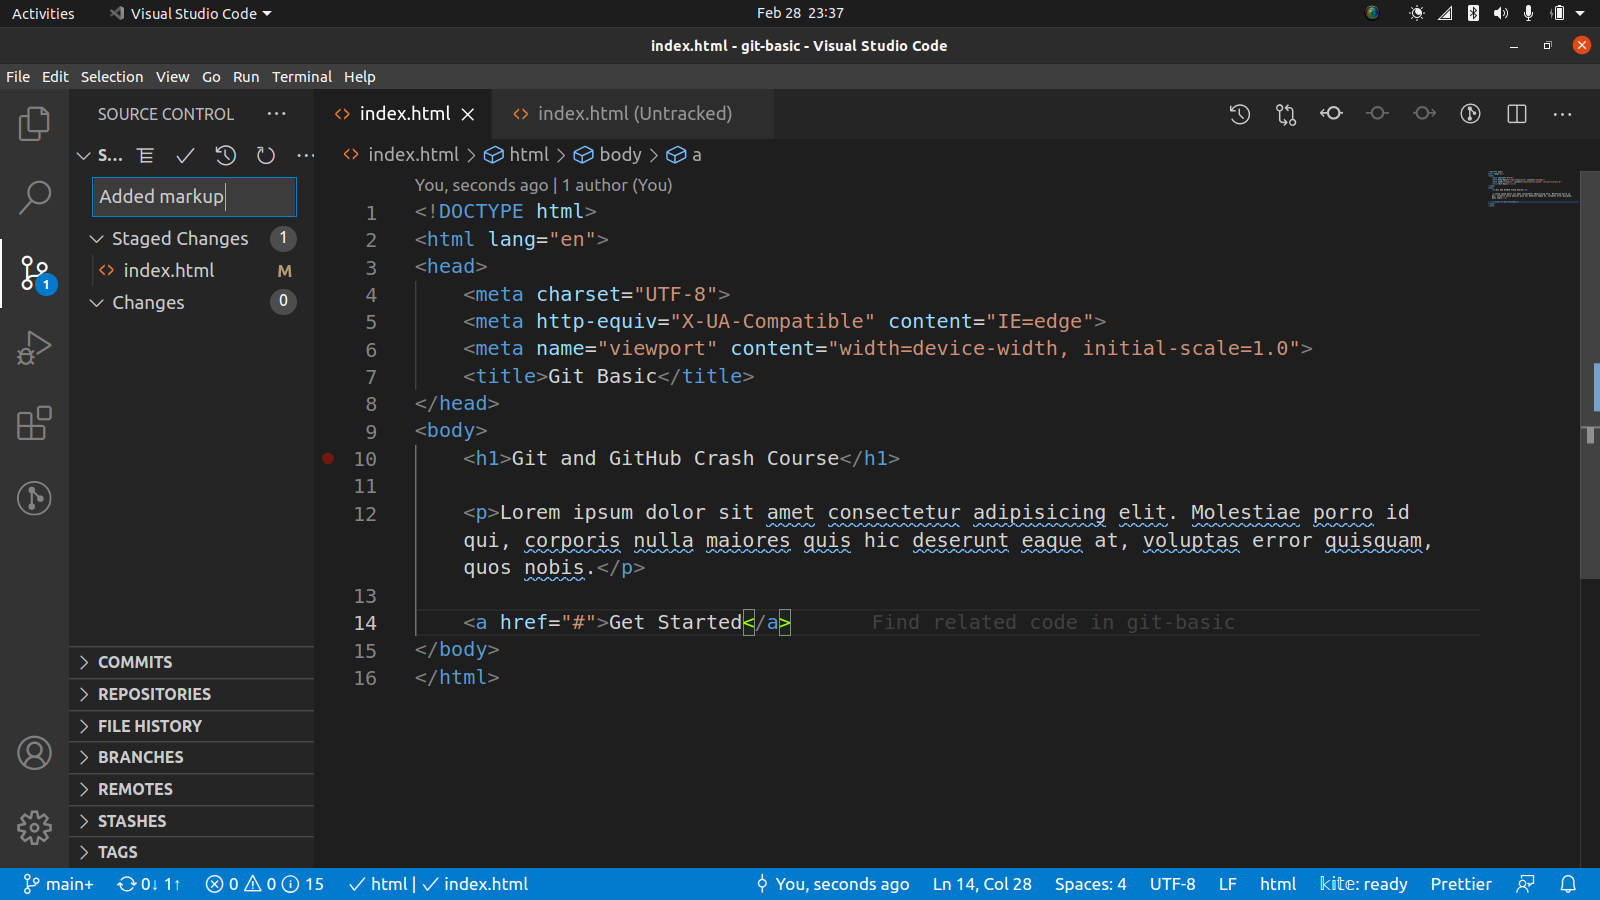 Activities Visual Studio Code Feb 28 23:37
index.html - git-basic - Visual Studio Code
File Edit Selection View Go Run Terminal Help
SOURCE CONTROL
S...
Added markup
Staged Changes 1
index.html M
Changes 0
1
COMMITS
REPOSITORIES
FILE HISTORY
BRANCHES
REMOTES
STASHES
TAGS
index.html index.html (Untracked)
index.html html body a
You, seconds ago | 1 author (You)
1 <!DOCTYPE html>
2 <html lang="en">
3 <head>
4 <meta charset="UTF-8">
5 <meta http-equiv="X-UA-Compatible" content="IE=edge">
6 <meta name="viewport" content="width=device-width, initial-scale=1.0">
7 <title>Git Basic</title>
8 </head>
9 <body>
10 <h1>Git and GitHub Crash Course</h1>
11
12 <p>Lorem ipsum dolor sit amet consectetur adipisicing elit. Molestiae porro id
qui, corporis nulla maiores quis hic deserunt eaque at, voluptas error quisquam,
quos nobis.</p>
13
14 <a href="#">Get Started</a> Find related code in git-basic
15 </body>
16 </html>
main+ 0↓ 1↑ 0 0 15 html | index.html You, seconds ago Ln 14, Col 28 Spaces: 4 UTF-8 LF html kite: ready Prettier